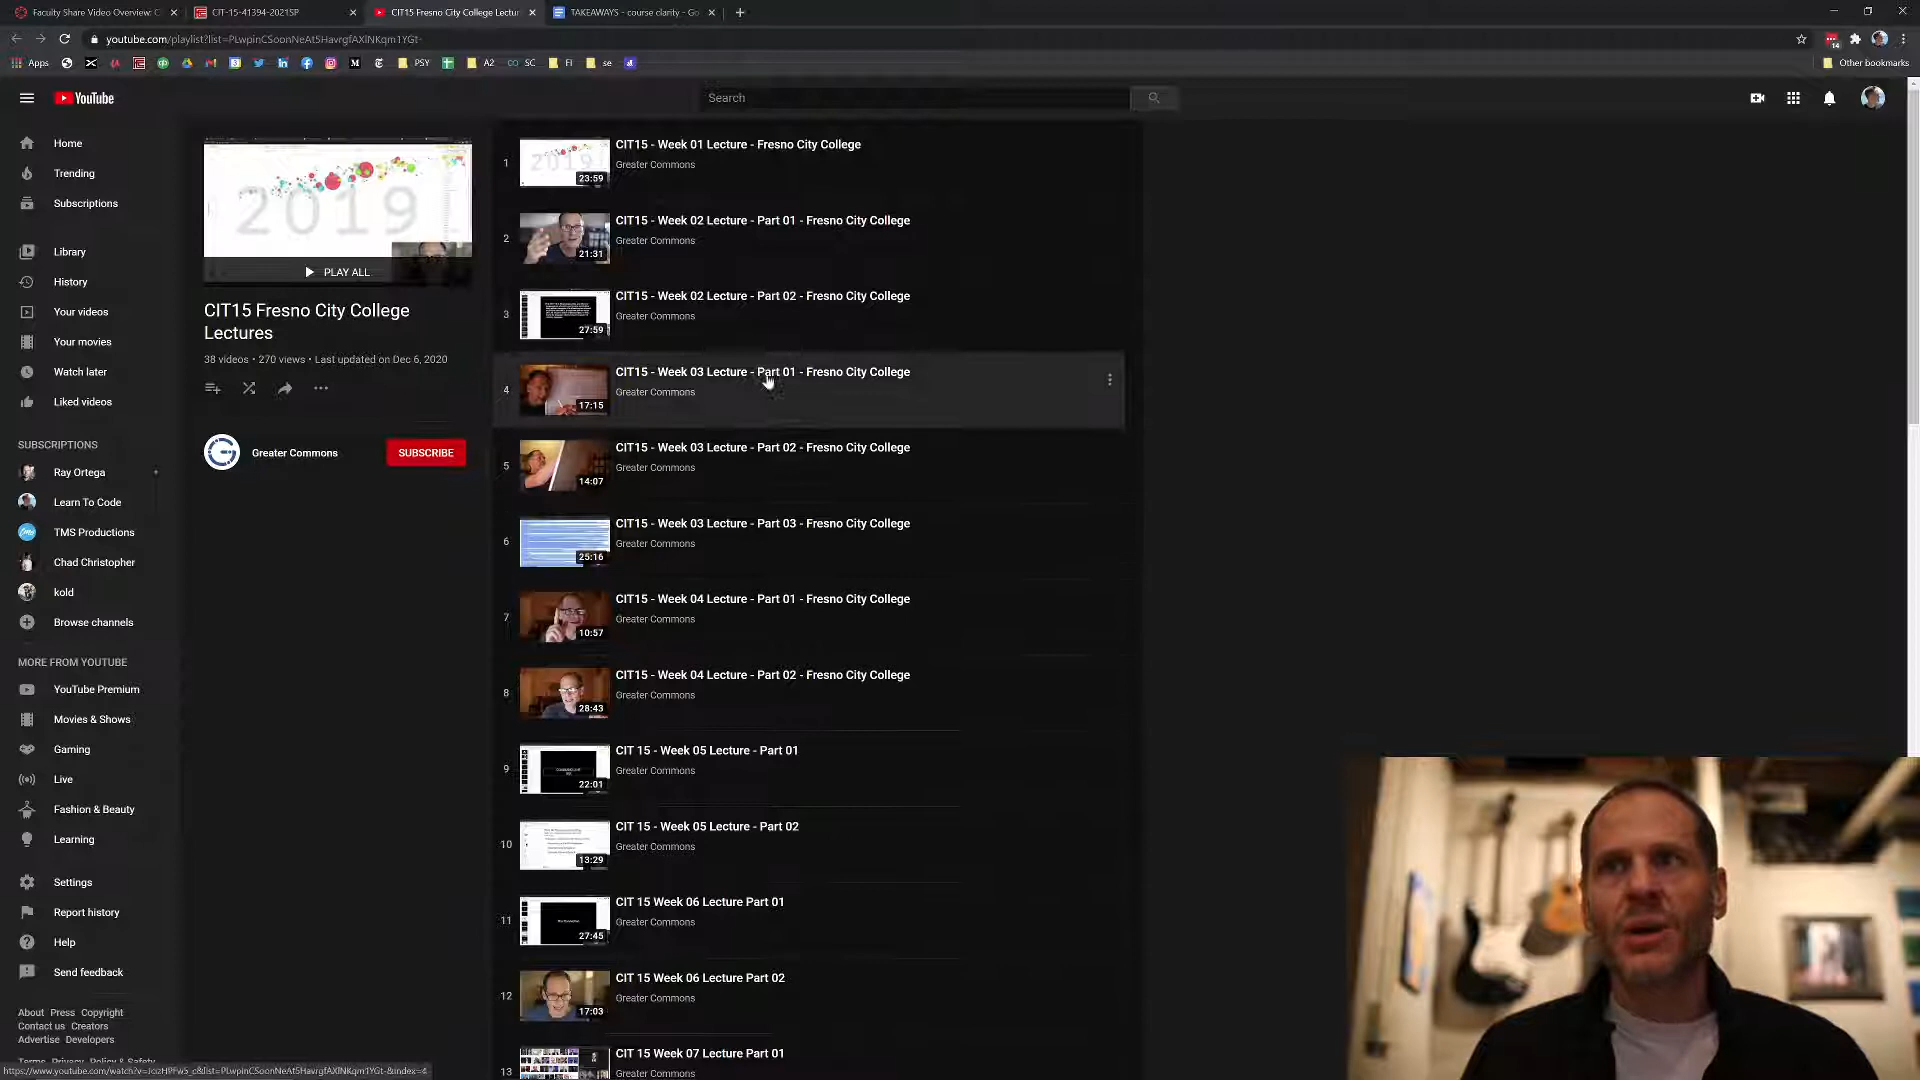 Faculty Share Video Overview: C
CIT-15-41394-2021SP
CIT15 Fresno City College Lectur
TAKEAWAYS - course clarity - Go
youtube.com/playlist?list=PLwpinCSoonNeAt5HavrgfAXlNKqm1YGt-
14
Apps
PSY
A2
SC
FI
se
Other bookmarks
YouTube
Search
Home
Trending
Subscriptions
Library
History
Your videos
Your movies
Watch later
Liked videos
SUBSCRIPTIONS
Ray Ortega
Learn To Code
TMS Productions
Chad Christopher
kold
Browse channels
MORE FROM YOUTUBE
YouTube Premium
Movies & Shows
Gaming
Live
Fashion & Beauty
Learning
Settings
Report history
Help
Send feedback
About Press Copyright
Contact us Creators
Advertise Developers
Terms Privacy Policy & Safety
2019
PLAY ALL
CIT15 Fresno City College
Lectures
38 videos • 270 views • Last updated on Dec 6, 2020
Greater Commons
SUBSCRIBE
1
23:59
CIT15 - Week 01 Lecture - Fresno City College
Greater Commons
2
21:31
CIT15 - Week 02 Lecture - Part 01 - Fresno City College
Greater Commons
3
27:59
CIT15 - Week 02 Lecture - Part 02 - Fresno City College
Greater Commons
4
17:15
CIT15 - Week 03 Lecture - Part 01 - Fresno City College
Greater Commons
5
14:07
CIT15 - Week 03 Lecture - Part 02 - Fresno City College
Greater Commons
6
25:16
CIT15 - Week 03 Lecture - Part 03 - Fresno City College
Greater Commons
7
10:57
CIT15 - Week 04 Lecture - Part 01 - Fresno City College
Greater Commons
8
28:43
CIT15 - Week 04 Lecture - Part 02 - Fresno City College
Greater Commons
9
22:01
CIT 15 - Week 05 Lecture - Part 01
Greater Commons
10
13:29
CIT 15 - Week 05 Lecture - Part 02
Greater Commons
11
27:45
CIT 15 Week 06 Lecture Part 01
Greater Commons
12
17:03
CIT 15 Week 06 Lecture Part 02
Greater Commons
13
CIT 15 Week 07 Lecture Part 01
Greater Commons